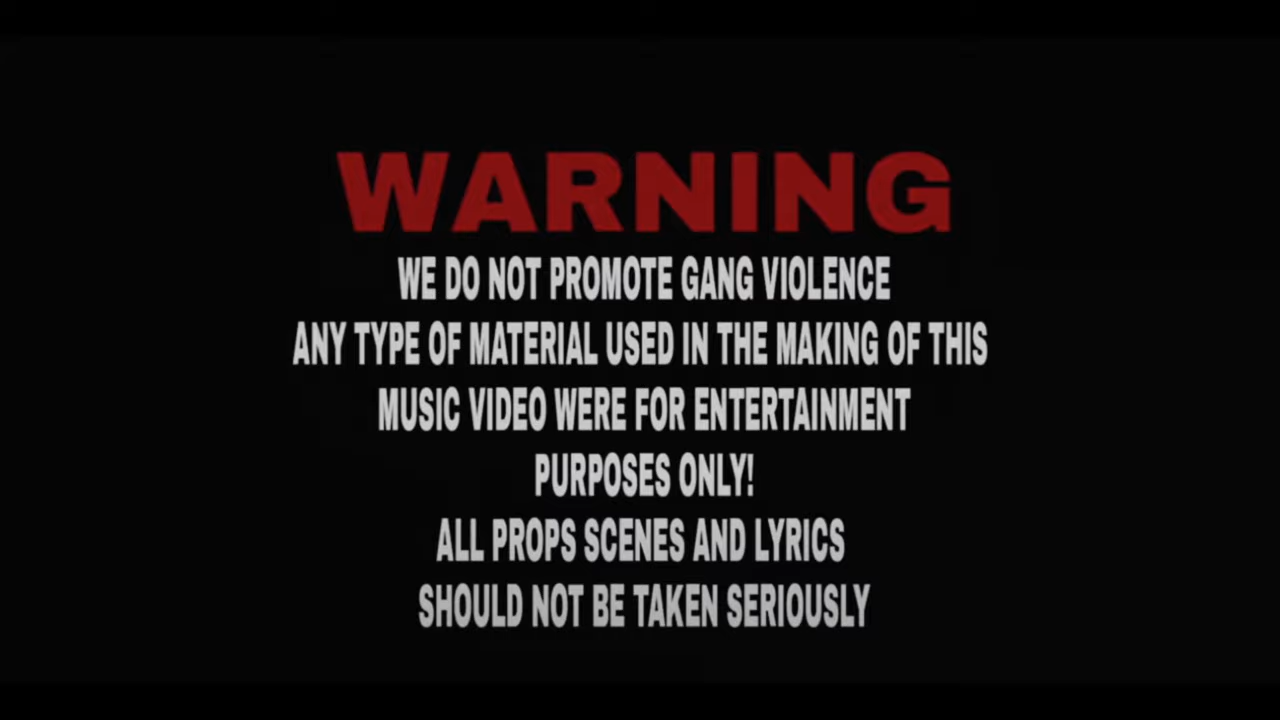 WARNING
WE DO NOT PROMOTE GANG VIOLENCE
ANY TYPE OF MATERIAL USED IN THE MAKING OF THIS
MUSIC VIDEO WERE FOR ENTERTAINMENT
PURPOSES ONLY!
ALL PROPS SCENES AND LYRICS
SHOULD NOT BE TAKEN SERIOUSLY